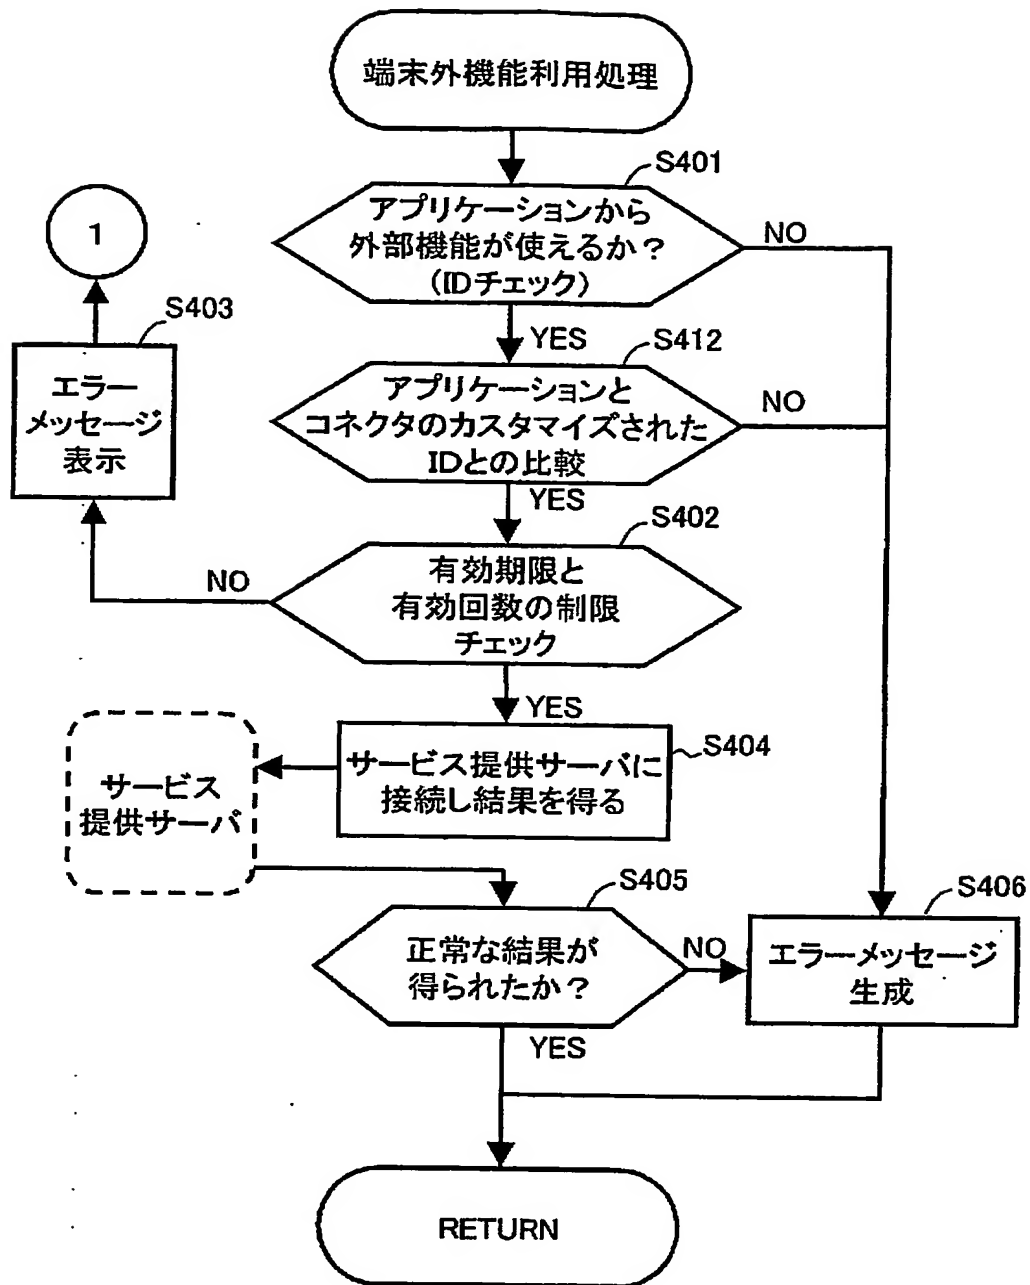 端末外機能利用処理
S401
アプリケーションから
外部機能が使えるか？
（IDチェック）
NO
YES
1
S403
エラー
メッセージ
表示
S412
アプリケーションと
コネクタのカスタマイズされた
IDとの比較
NO
YES
S402
有効期限と
有効回数の制限
チェック
NO
YES
S404
サービス提供サーバに
接続し結果を得る
サービス
提供サーバ
S405
正常な結果が
得られたか？
NO
YES
S406
エラーメッセージ
生成
RETURN